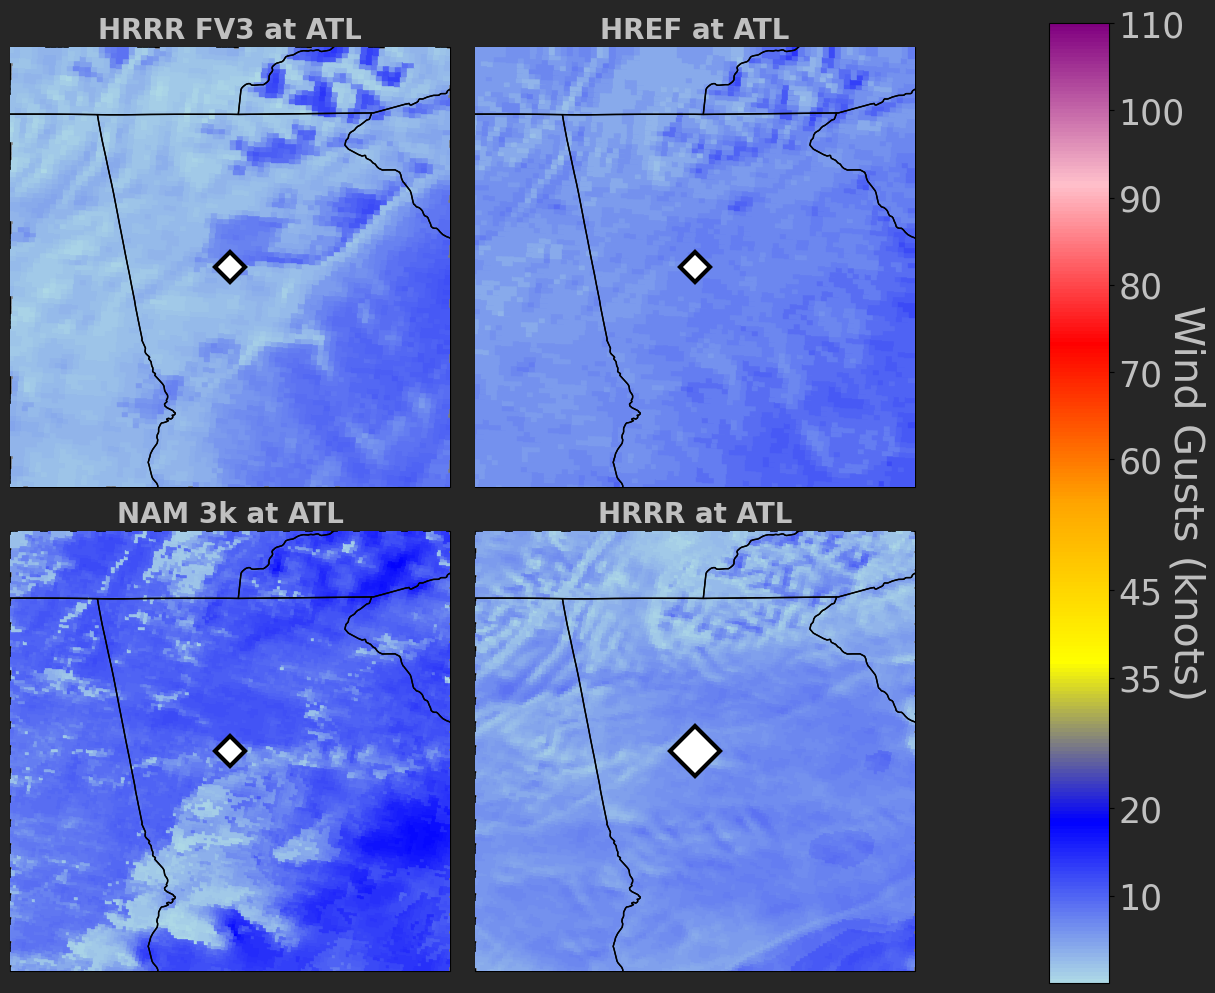 HRRR FV3 at ATL
HREF at ATL
NAM 3k at ATL
HRRR at ATL
110
100
90
80
70
60
45
35
20
10
Wind Gusts (knots)